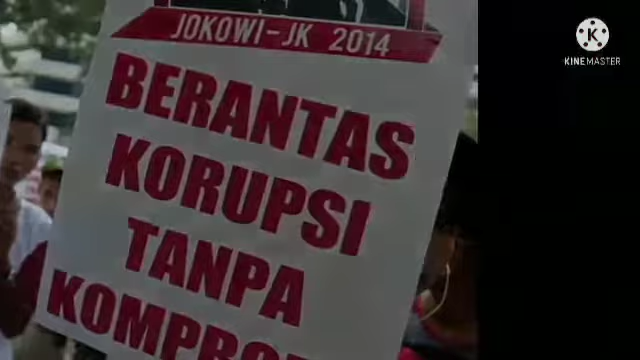 JOKOWI-JK 2014
BERANTAS
KORUPSI
TANPA
KINEMASTER